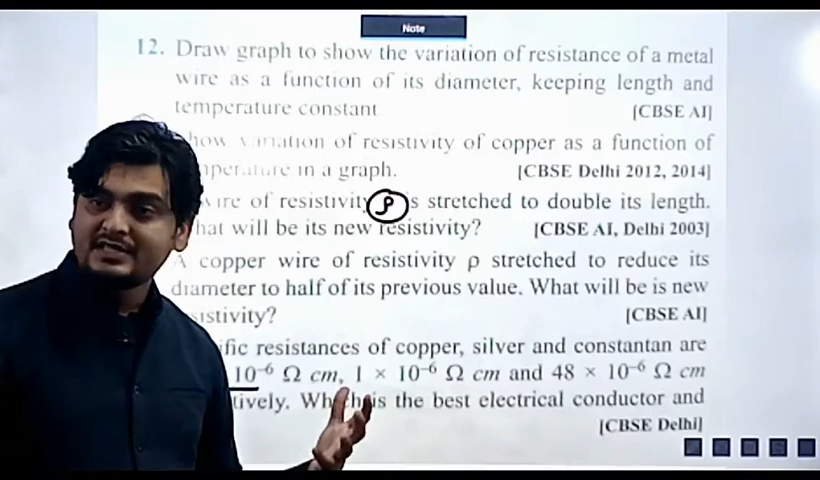 Note
12. Draw graph to show the variation of resistance of a metal
wire as a function of its diameter, keeping length and
temperature constant [CBSE AI]
variation of resistivity of copper as a function of
in a graph. [CBSE Delhi 2012, 2014]
wire of resistivity ρ is stretched to double its length.
hat will be its new resistivity? [CBSE AI, Delhi 2003]
A copper wire of resistivity ρ stretched to reduce its
diameter to half of its previous value. What will be is new
sistivity? [CBSE AI]
ific resistances of copper, silver and constantan are
10⁻⁶ Ω cm, 1 × 10⁻⁶ Ω cm and 48 × 10⁻⁶ Ω cm
tively. Which is the best electrical conductor and
[CBSE Delhi]